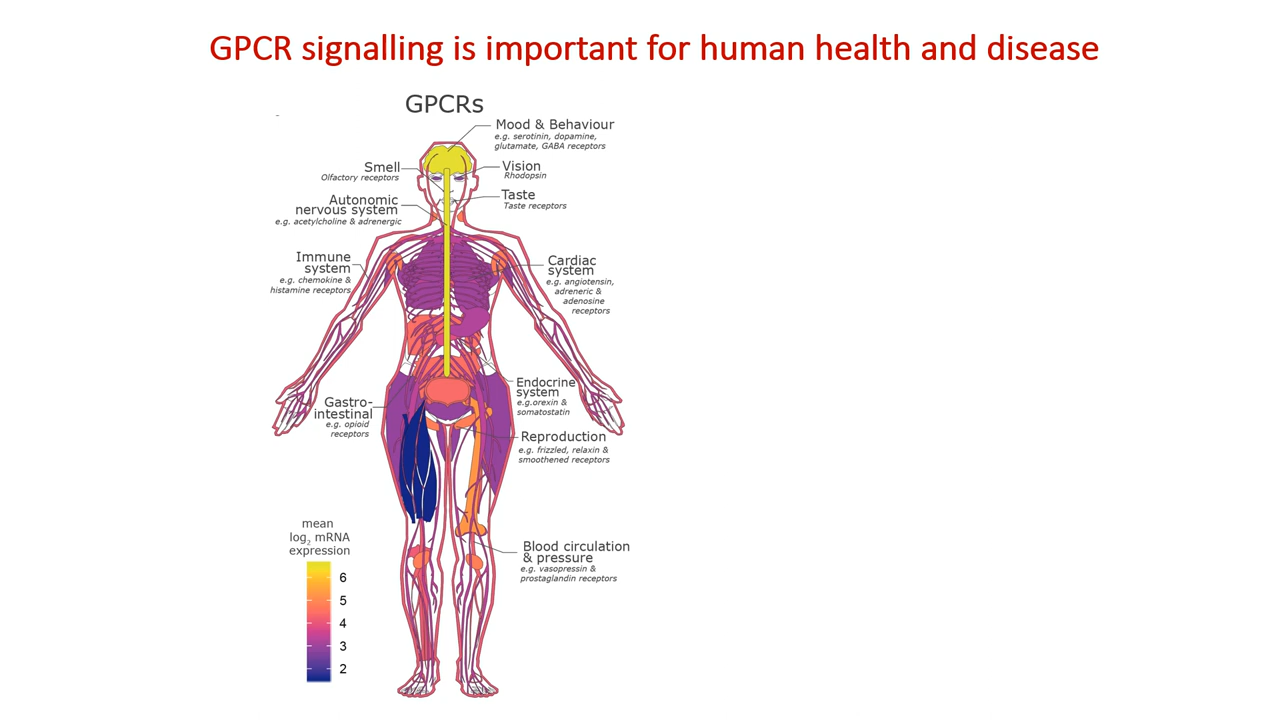 GPCR signalling is important for human health and disease
GPCRs
Mood & Behaviour
e.g. serotinin, dopamine,
glutamate, GABA receptors
Smell
Olfactory receptors
Vision
Rhodopsin
Autonomic
nervous system
e.g. acetylcholine & adrenergic
Taste
Taste receptors
Immune
system
e.g. chemokine &
histamine receptors
Cardiac
system
e.g. angiotensin,
adreneric &
adenosine
receptors
Endocrine
system
e.g.orexin &
somatostatin
Gastro-
intestinal
e.g. opioid
receptors
Reproduction
e.g. frizzled, relaxin &
smoothened receptors
Blood circulation
& pressure
e.g. vasopressin &
prostaglandin receptors
mean
log2 mRNA
expression
6
5
4
3
2